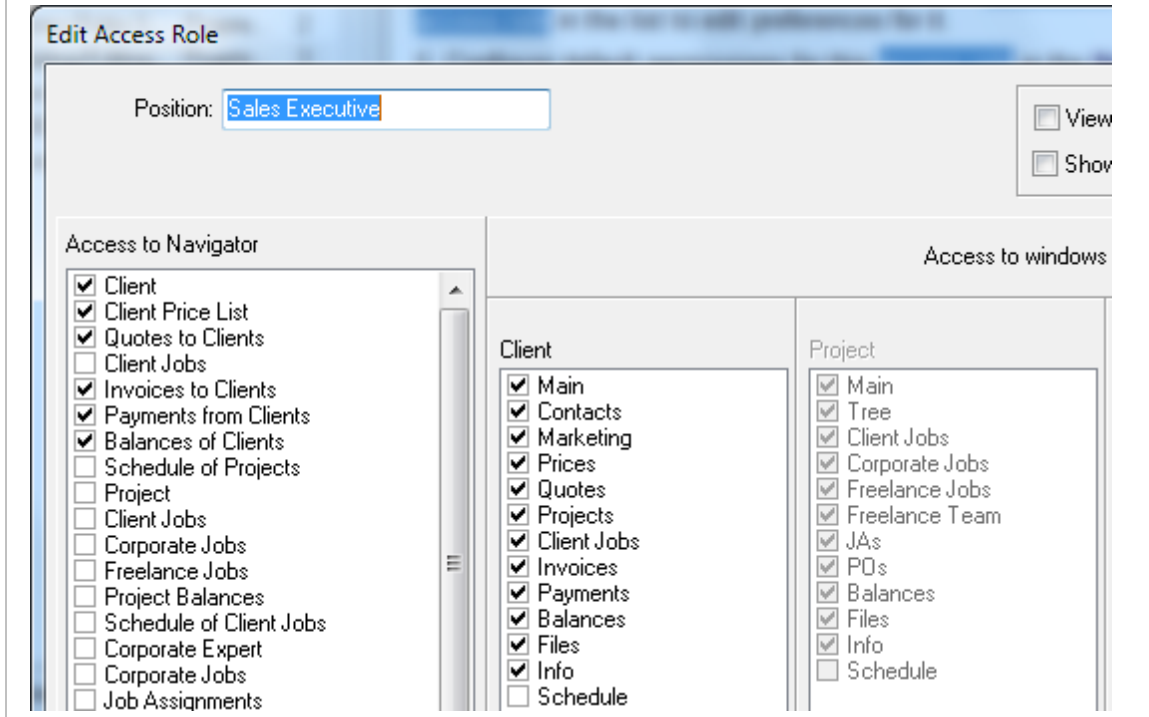 Edit Access Role
Position: Sales Executive
View
Show
Access to Navigator
Client
Client Price List
Quotes to Clients
Client Jobs
Invoices to Clients
Payments from Clients
Balances of Clients
Schedule of Projects
Project
Client Jobs
Corporate Jobs
Freelance Jobs
Project Balances
Schedule of Client Jobs
Corporate Expert
Corporate Jobs
Job Assignments
Access to windows
Client
Main
Contacts
Marketing
Prices
Quotes
Projects
Client Jobs
Invoices
Payments
Balances
Files
Info
Schedule
Project
Main
Tree
Client Jobs
Corporate Jobs
Freelance Jobs
Freelance Team
JAs
POs
Balances
Files
Info
Schedule